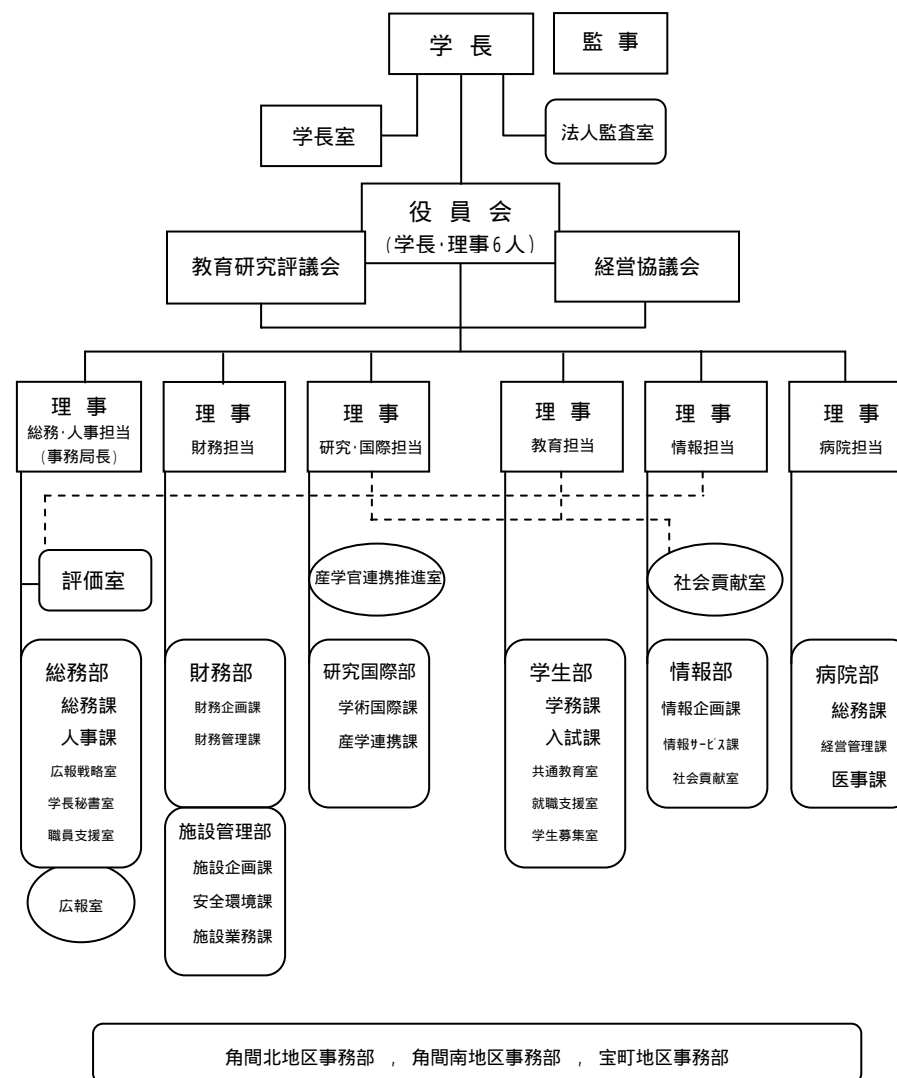 学 長
監 事
学長室
法人監査室
役 員 会
(学長・理事6人)
教育研究評議会
経営協議会
理 事
総務・人事担当
(事務局長)
理 事
財務担当
理 事
研究・国際担当
理 事
教育担当
理 事
情報担当
理 事
病院担当
評価室
産学官連携推進室
社会貢献室
総務部
総務課
人事課
広報戦略室
学長秘書室
職員支援室
広報室
財務部
財務企画課
財務管理課
施設管理部
施設企画課
安全環境課
施設業務課
研究国際部
学術国際課
産学連携課
学生部
学務課
入試課
共通教育室
就職支援室
学生募集室
情報部
情報企画課
情報サービス課
社会貢献室
病院部
総務課
経営管理課
医事課
角間北地区事務部 , 角間南地区事務部 , 宝町地区事務部